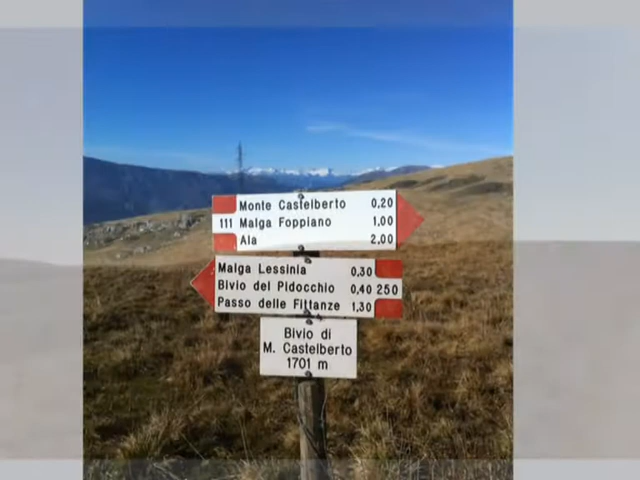 Monte Castelberto 0,20
111 Malga Foppiano 1,00
Ala 2,00
Malga Lessinia 0,30
Bivio del Pidocchio 0,40 250
Passo delle Fittanze 1,30
Bivio di
M. Castelberto
1701 m